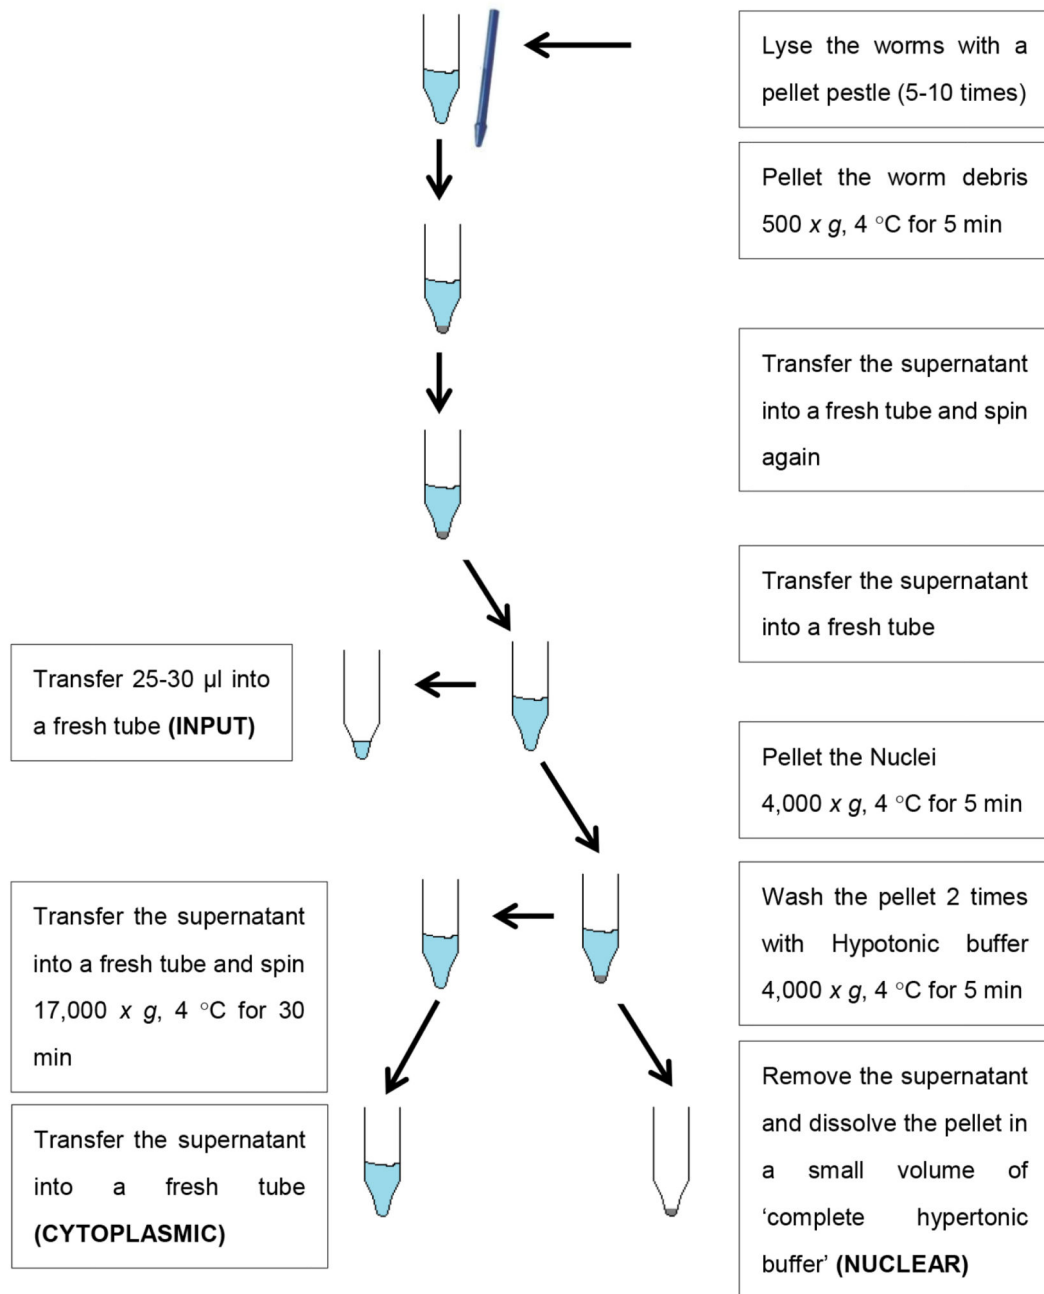 Lyse the worms with a
pellet pestle (5-10 times)
Pellet the worm debris
500 x g, 4 °C for 5 min
Transfer the supernatant
into a fresh tube and spin
again
Transfer the supernatant
into a fresh tube
Transfer 25-30 µl into
a fresh tube (INPUT)
Pellet the Nuclei
4,000 x g, 4 °C for 5 min
Wash the pellet 2 times
with Hypotonic buffer
4,000 x g, 4 °C for 5 min
Transfer the supernatant
into a fresh tube and spin
17,000 x g, 4 °C for 30
min
Transfer the supernatant
into a fresh tube
(CYTOPLASMIC)
Remove the supernatant
and dissolve the pellet in
a small volume of
‘complete hypertonic
buffer’ (NUCLEAR)